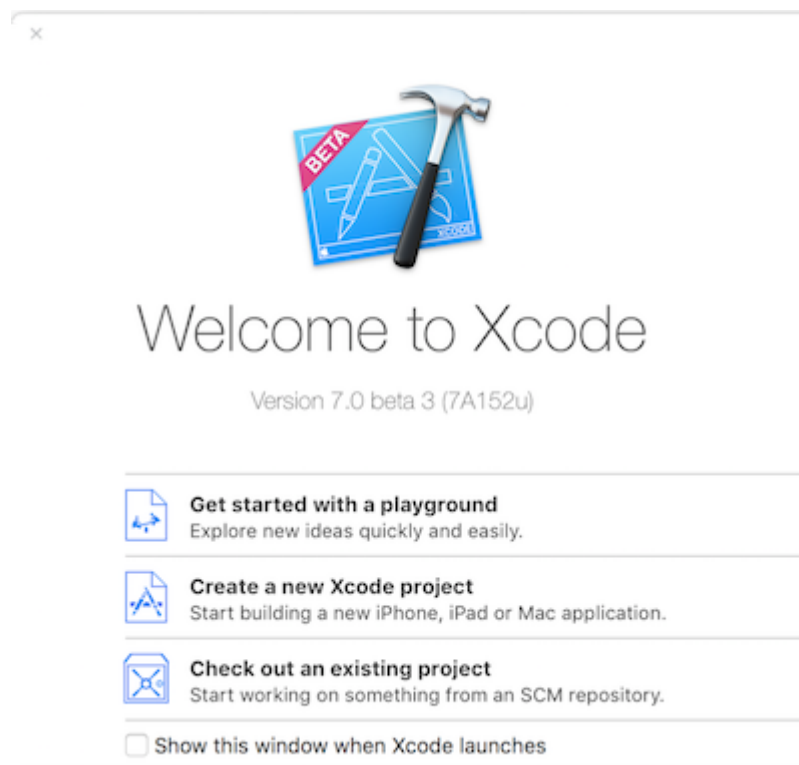 BETA
XCODE
Welcome to Xcode
Version 7.0 beta 3 (7A152u)
Get started with a playground
Explore new ideas quickly and easily.
Create a new Xcode project
Start building a new iPhone, iPad or Mac application.
Check out an existing project
Start working on something from an SCM repository.
Show this window when Xcode launches